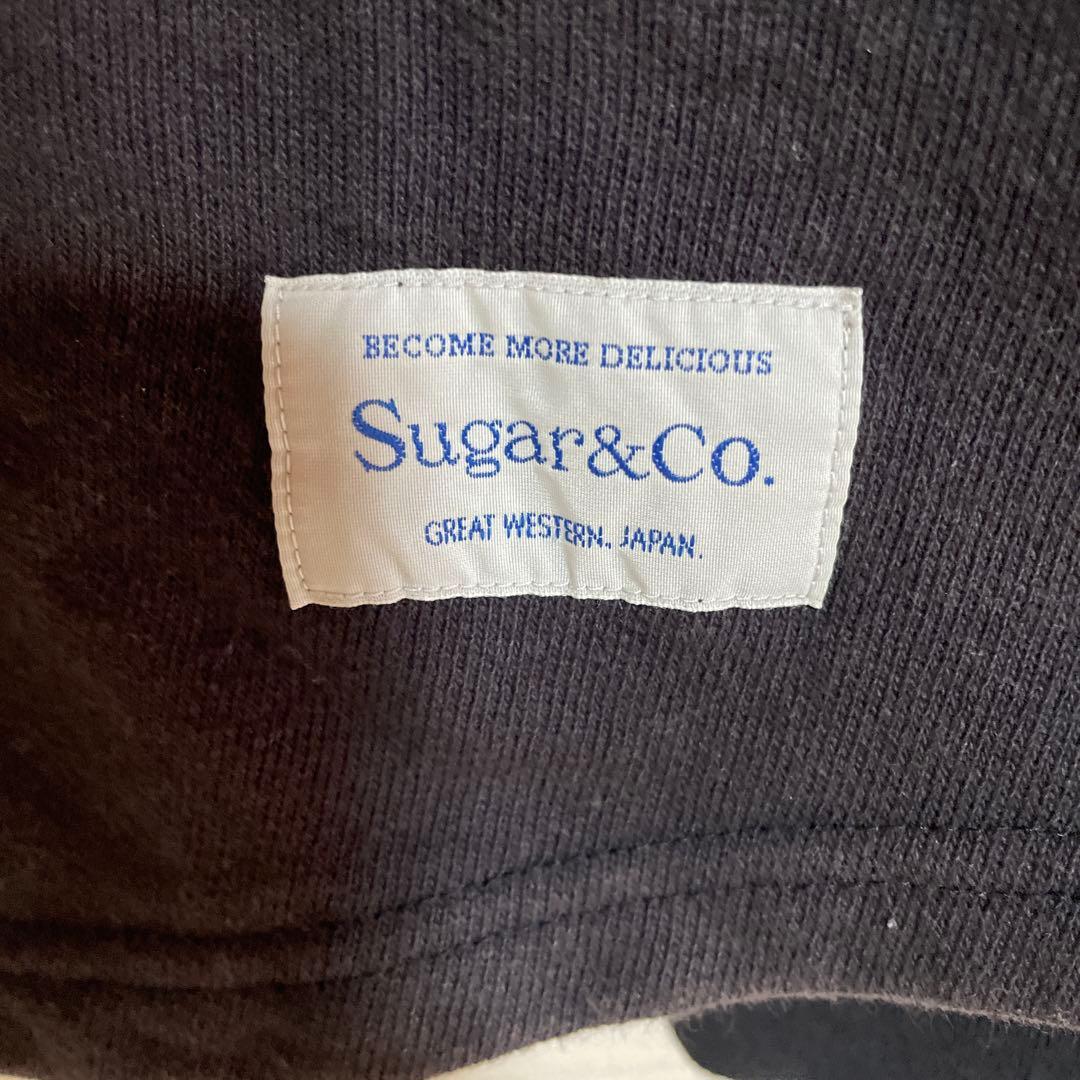 BECOME MORE DELICIOUS
Sugar&Co.
GREAT WESTERN. JAPAN.